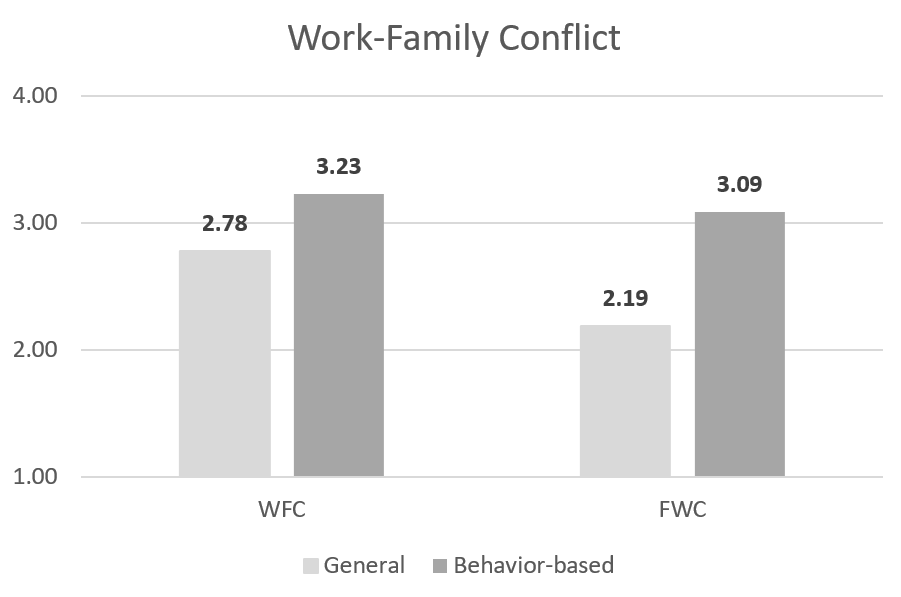 Work-Family Conflict
4.00
3.23
3.09
2.78
3.00
2.19
2.00
1.00
WFC
FWC
General
Behavior-based